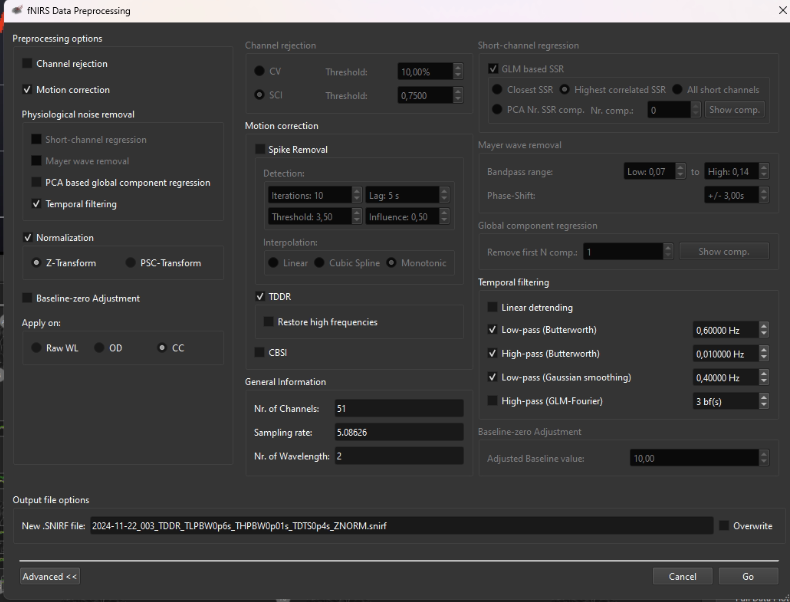 fNIRS Data Preprocessing
Preprocessing options
Channel rejection
Motion correction
Physiological noise removal
Short-channel regression
Mayer wave removal
PCA based global component regression
Temporal filtering
Normalization
Z-Transform PSC-Transform
Baseline-zero Adjustment
Apply on:
Raw WL OD CC
Channel rejection
CV Threshold: 10,00%
SCI Threshold: 0,7500
Motion correction
Spike Removal
Detection:
Iterations: 10 Lag: 5 s
Threshold: 3,50 Influence: 0,50
Interpolation:
Linear Cubic Spline Monotonic
TDDR
Restore high frequencies
CBSI
General Information
Nr. of Channels: 51
Sampling rate: 5.08626
Nr. of Wavelength: 2
Short-channel regression
GLM based SSR
Closest SSR Highest correlated SSR All short channels
PCA Nr. SSR comp. Nr. comp.: 0 Show comp.
Mayer wave removal
Bandpass range: Low: 0,07 to High: 0,14
Phase-Shift: +/- 3,00s
Global component regression
Remove first N comp.: 1 Show comp.
Temporal filtering
Linear detrending
Low-pass (Butterworth) 0,60000 Hz
High-pass (Butterworth) 0,010000 Hz
Low-pass (Gaussian smoothing) 0,40000 Hz
High-pass (GLM-Fourier) 3 bf(s)
Baseline-zero Adjustment
Adjusted Baseline value: 10,00
Output file options
New .SNIRF file: 2024-11-22_003_TDDR_TLPBW0p6s_THPBW0p01s_TDTS0p4s_ZNORM.snirf Overwrite
Advanced << Cancel Go